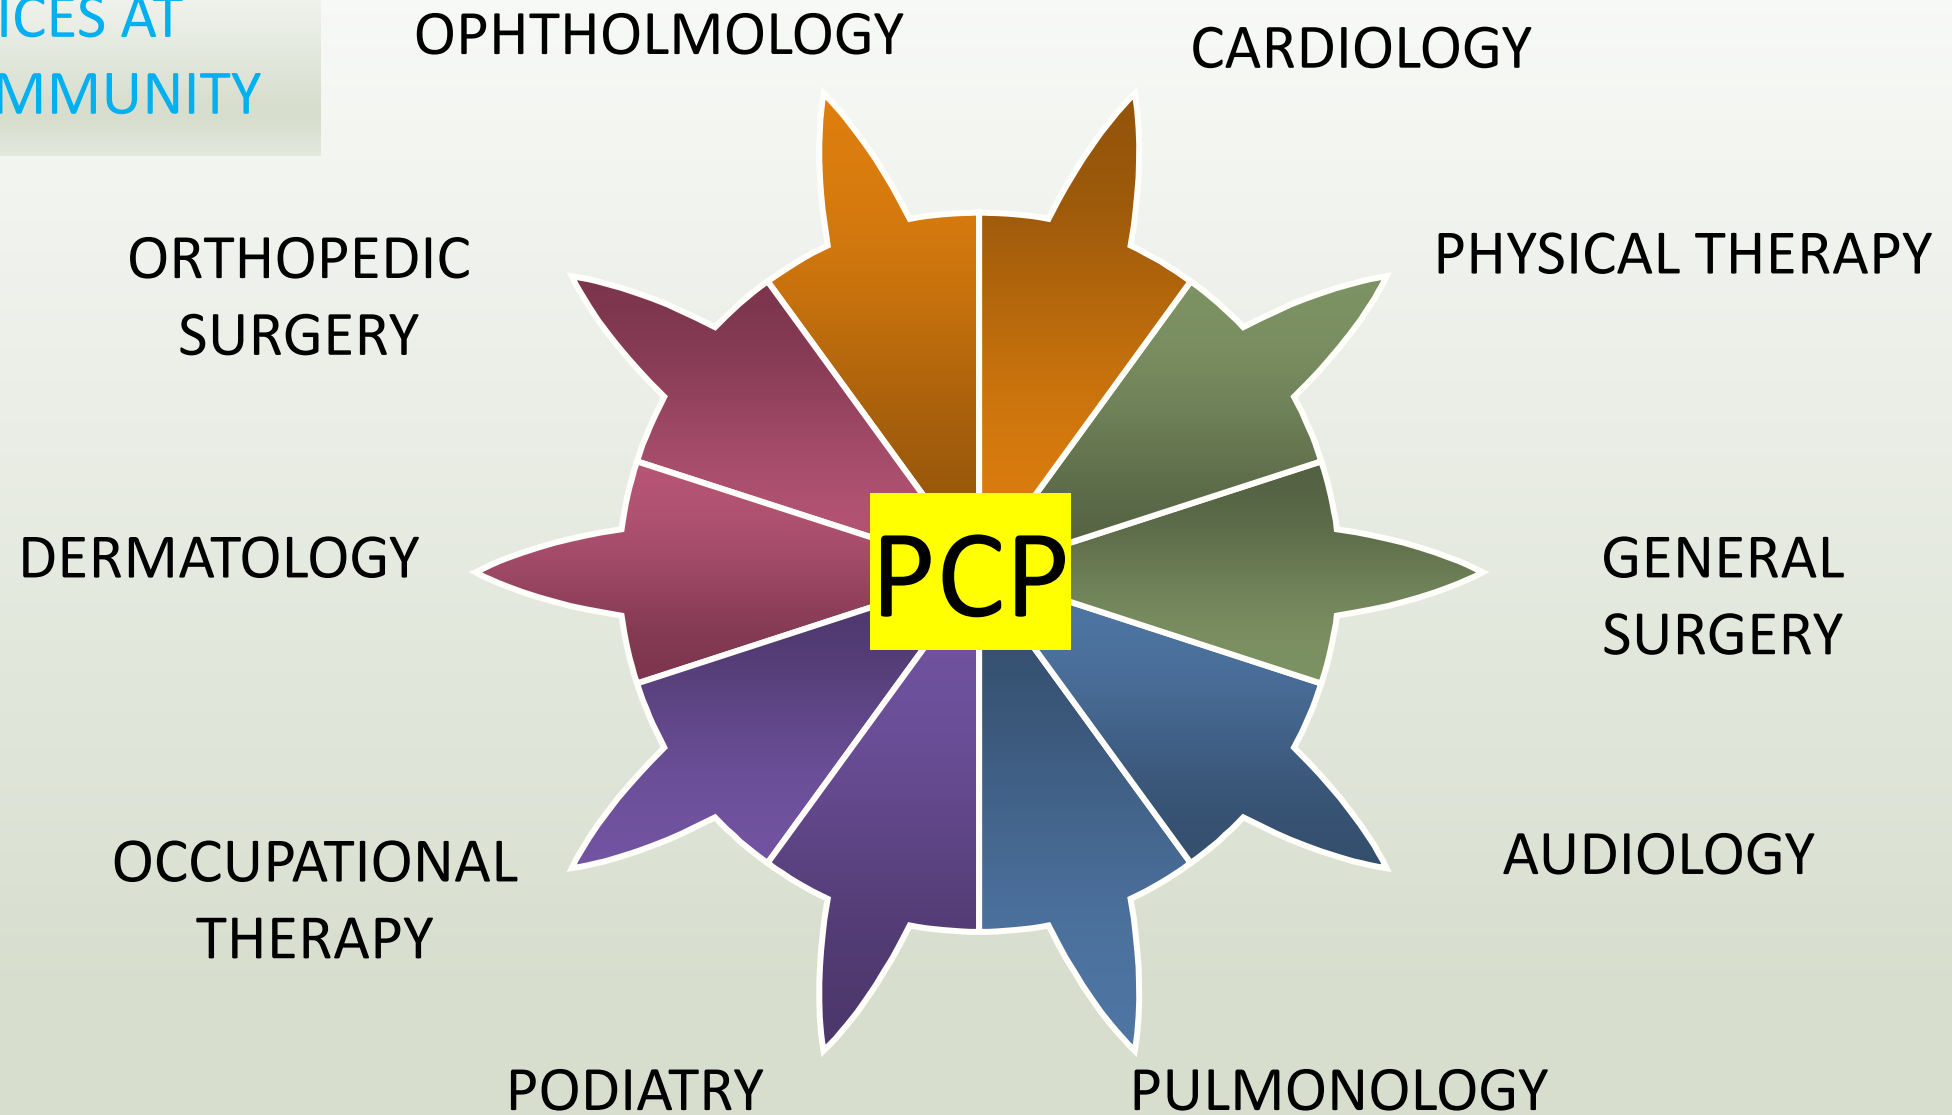 ICES AT
MMUNITY
OPHTHOLMOLOGY
CARDIOLOGY
ORTHOPEDIC
SURGERY
PHYSICAL THERAPY
DERMATOLOGY
PCP
GENERAL
SURGERY
OCCUPATIONAL
THERAPY
AUDIOLOGY
PODIATRY
PULMONOLOGY